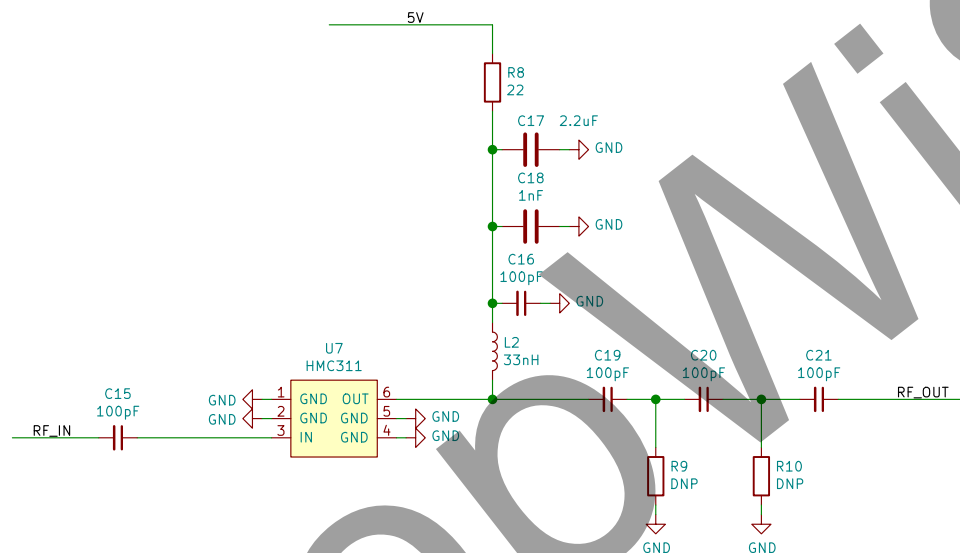 5V
R8
22
C17 2.2uF
GND
C18
1nF
GND
C16
100pF
GND
L2
33nH
U7
HMC311
C15
100pF
RF_IN
GND 1 GND OUT 6
GND 2 GND GND 5 GND
3 IN GND 4 GND
C19
100pF
C20
100pF
C21
100pF
RF_OUT
R9
DNP
R10
DNP
GND
GND